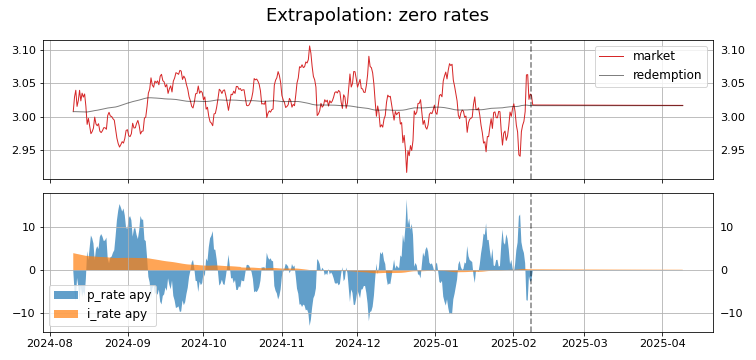 Extrapolation: zero rates
3.10 3.10
3.05 3.05
3.00 3.00
2.95 2.95
market
redemption
10 10
0 0
−10 −10
p_rate apy
i_rate apy
2024-08 2024-09 2024-10 2024-11 2024-12 2025-01 2025-02 2025-03 2025-04